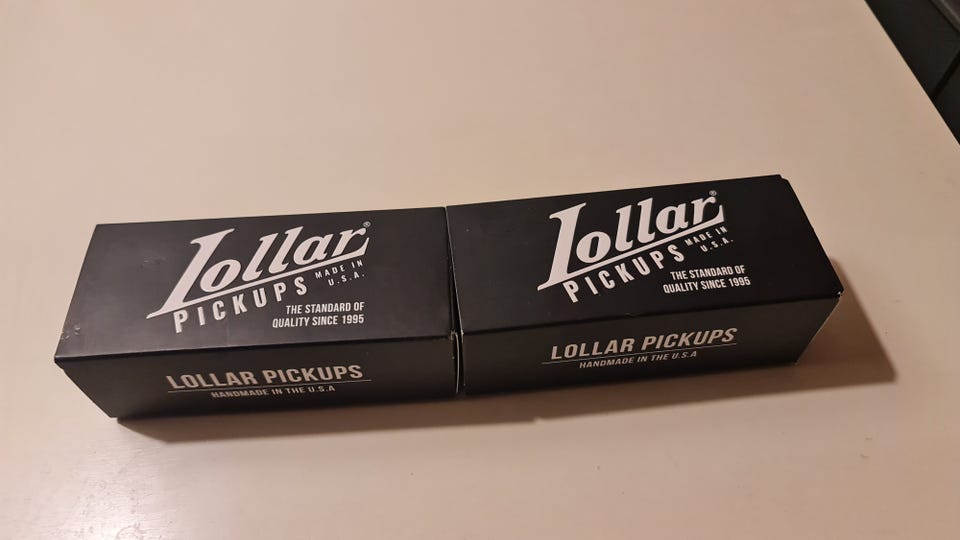 Lollar®
PICKUPS MADE IN
U.S.A.
THE STANDARD OF
QUALITY SINCE 1995
LOLLAR PICKUPS
HANDMADE IN THE U.S.A
Lollar®
PICKUPS MADE IN
U.S.A.
THE STANDARD OF
QUALITY SINCE 1995
LOLLAR PICKUPS
HANDMADE IN THE U.S.A